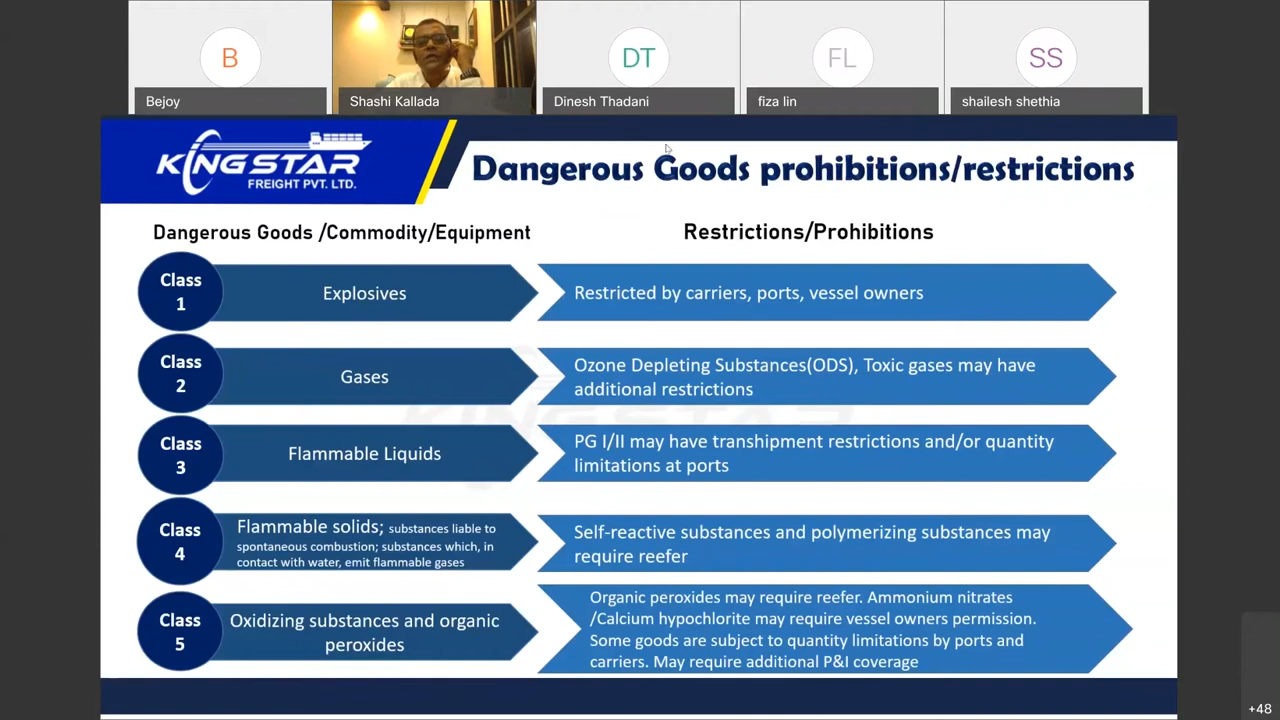 B
DT
FL
SS
Bejoy
Shashi Kallada
Dinesh Thadani
fiza lin
shailesh shethia
KINGSTAR
FREIGHT PVT. LTD.
Dangerous Goods prohibitions/restrictions
Dangerous Goods /Commodity/Equipment
Restrictions/Prohibitions
Class
1
Explosives
Restricted by carriers, ports, vessel owners
Class
2
Gases
Ozone Depleting Substances(ODS), Toxic gases may have
additional restrictions
KINGSTAR
Class
3
Flammable Liquids
PG I/II may have transhipment restrictions and/or quantity
limitations at ports
Class
4
Flammable solids; substances liable to
spontaneous combustion; substances which, in
contact with water, emit flammable gases
Self-reactive substances and polymerizing substances may
require reefer
Class
5
Oxidizing substances and organic
peroxides
Organic peroxides may require reefer. Ammonium nitrates
/Calcium hypochlorite may require vessel owners permission.
Some goods are subject to quantity limitations by ports and
carriers. May require additional P&I coverage
+48